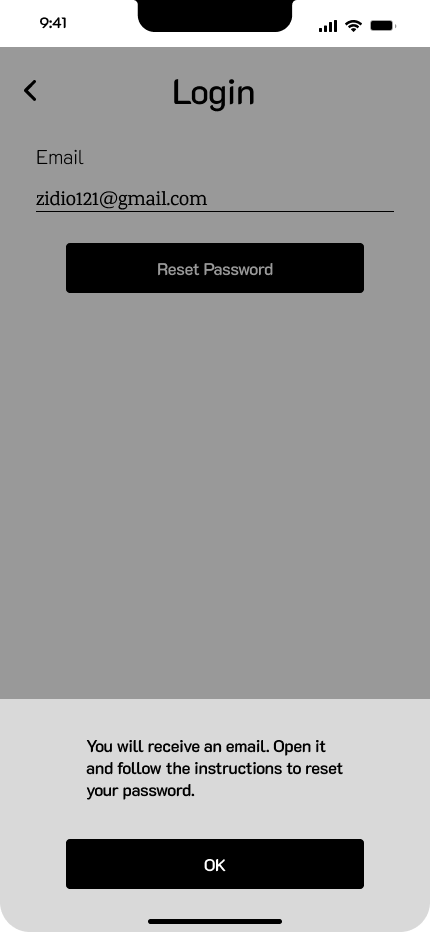 9:41
Login
Email
zidio121@gmail.com
Reset Password
You will receive an email. Open it
and follow the instructions to reset
your password.
OK